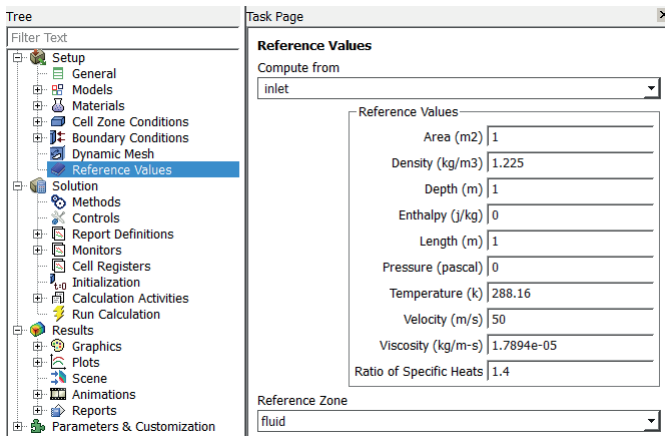 Tree
Filter Text
Setup
General
Models
Materials
Cell Zone Conditions
Boundary Conditions
Dynamic Mesh
Reference Values
Solution
Methods
Controls
Report Definitions
Monitors
Cell Registers
t=0 Initialization
Calculation Activities
Run Calculation
Results
Graphics
Plots
Scene
Animations
Reports
Parameters & Customization
Task Page
Reference Values
Compute from
inlet
Reference Values
Area (m2) 1
Density (kg/m3) 1.225
Depth (m) 1
Enthalpy (j/kg) 0
Length (m) 1
Pressure (pascal) 0
Temperature (k) 288.16
Velocity (m/s) 50
Viscosity (kg/m-s) 1.7894e-05
Ratio of Specific Heats 1.4
Reference Zone
fluid